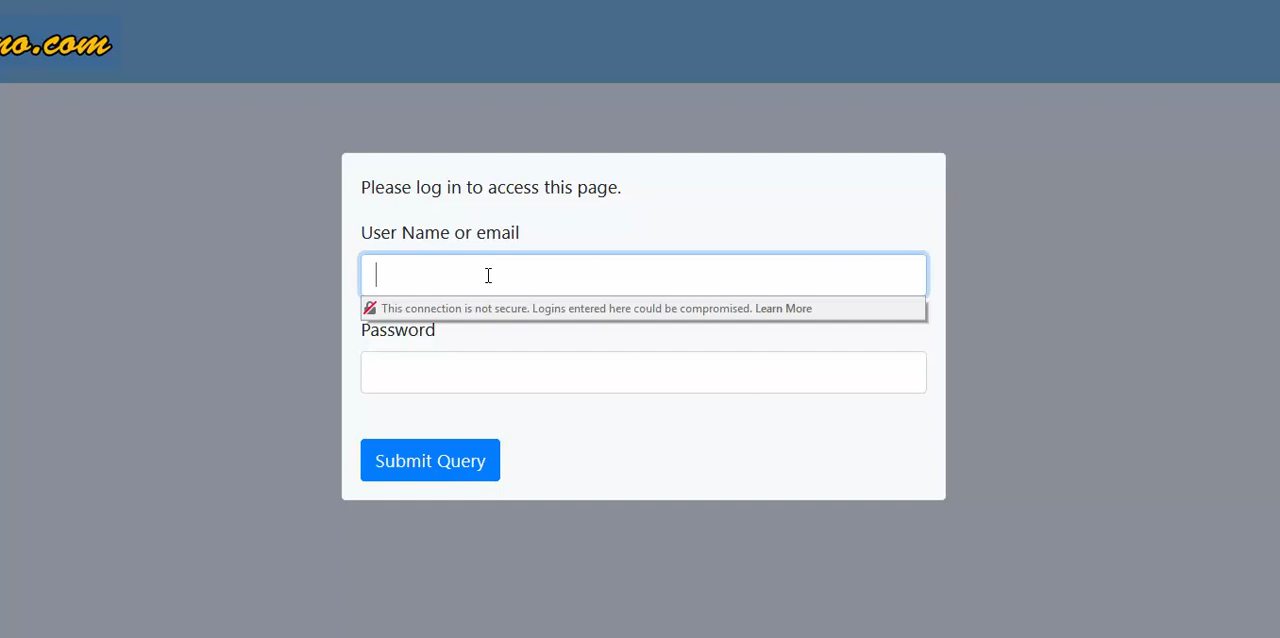 no.com
Please log in to access this page.
User Name or email
This connection is not secure. Logins entered here could be compromised. Learn More
Password
Submit Query